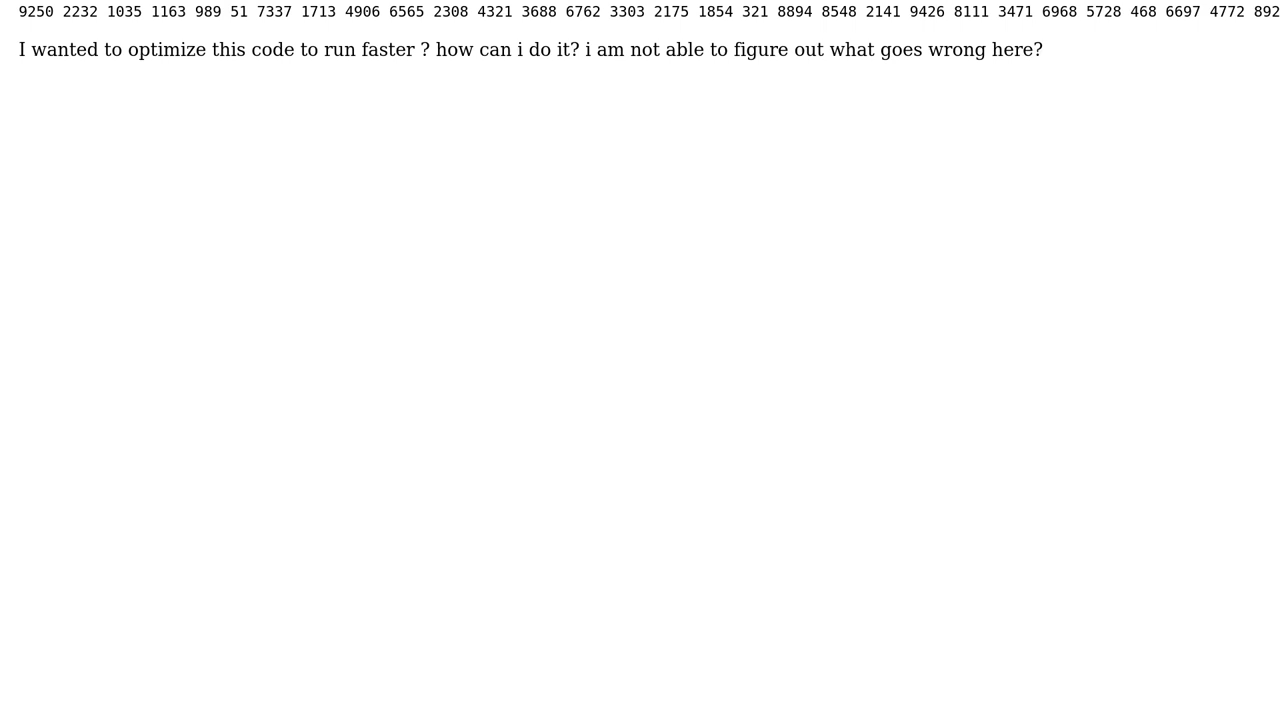 9250 2232 1035 1163 989 51 7337 1713 4906 6565 2308 4321 3688 6762 3303 2175 1854 321 8894 8548 2141 9426 8111 3471 6968 5728 468 6697 4772 892
I wanted to optimize this code to run faster ? how can i do it? i am not able to figure out what goes wrong here?